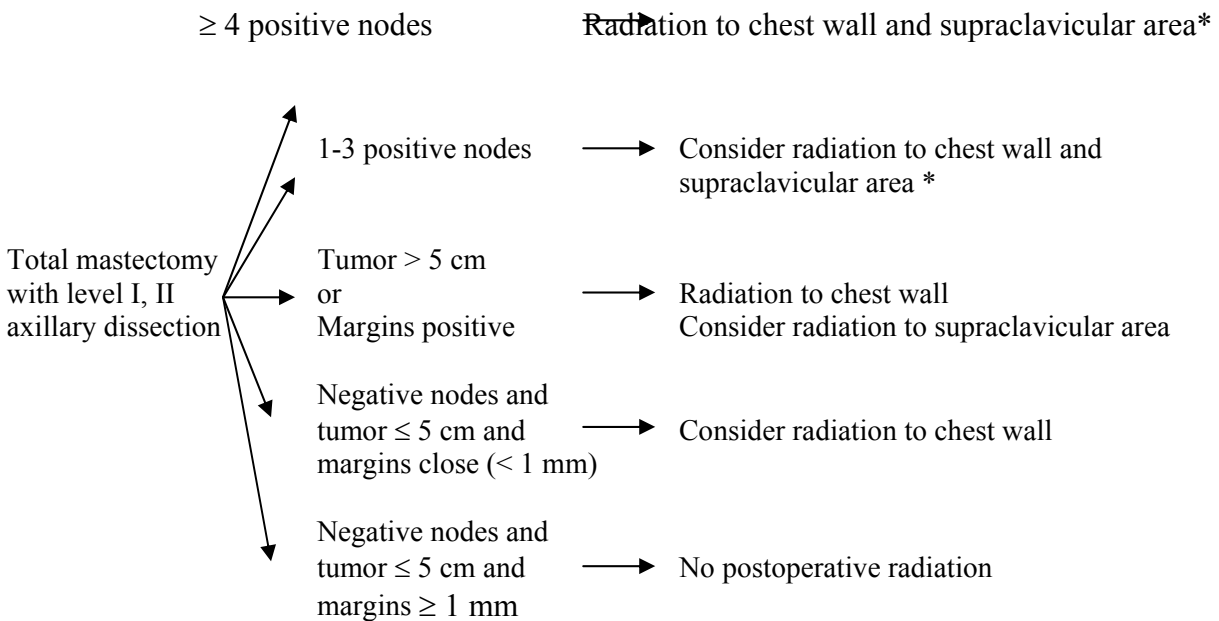 ≥ 4 positive nodes Radiation to chest wall and supraclavicular area*
1-3 positive nodes
Consider radiation to chest wall and
supraclavicular area *
Total mastectomy
with level I, II
axillary dissection
Tumor > 5 cm
or
Margins positive
Radiation to chest wall
Consider radiation to supraclavicular area
Negative nodes and
tumor ≤ 5 cm and
margins close (< 1 mm)
Consider radiation to chest wall
Negative nodes and
tumor ≤ 5 cm and
margins ≥ 1 mm
No postoperative radiation